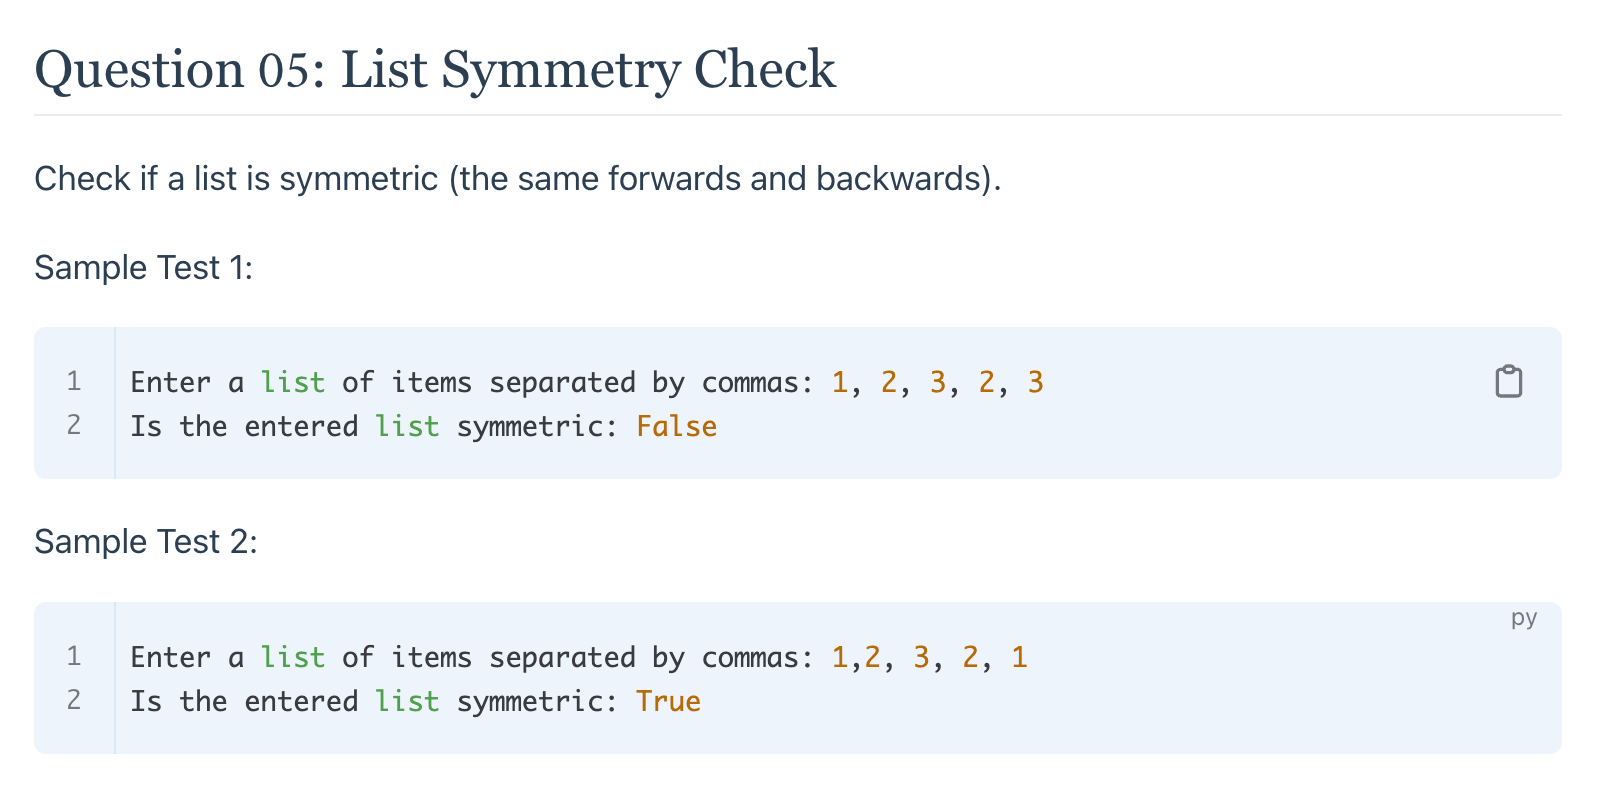 Question 05: List Symmetry Check
Check if a list is symmetric (the same forwards and backwards).
Sample Test 1:
1 Enter a list of items separated by commas: 1, 2, 3, 2, 3
2 Is the entered list symmetric: False
Sample Test 2:
py
1 Enter a list of items separated by commas: 1,2, 3, 2, 1
2 Is the entered list symmetric: True